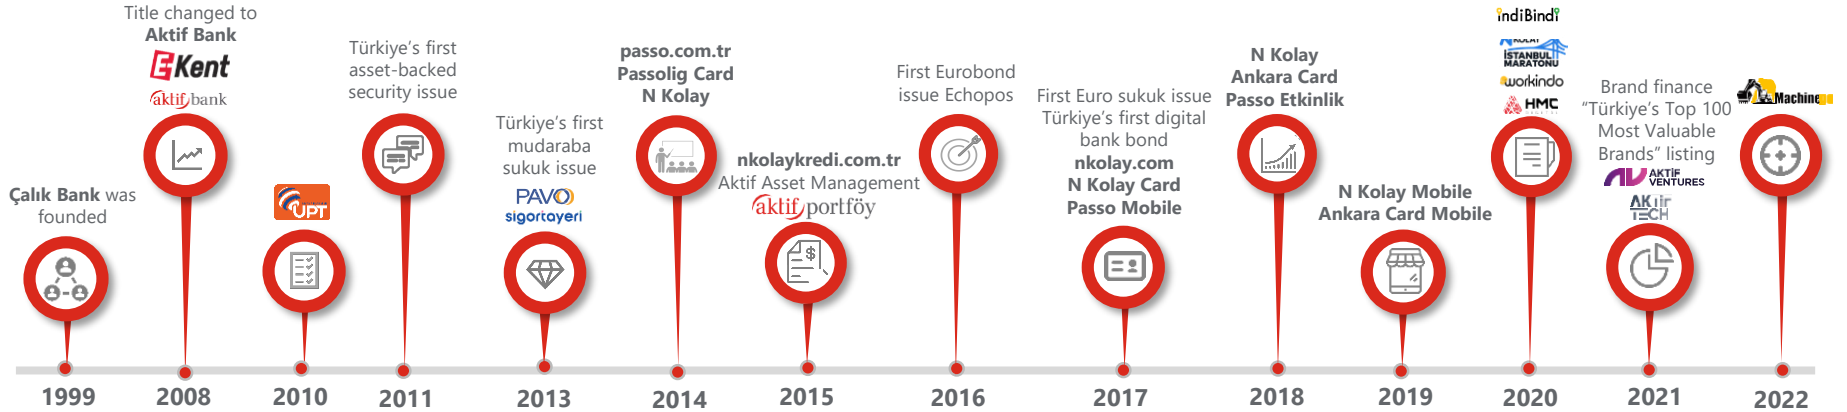 Çalık Bank was
founded
1999
Title changed to
Aktif Bank
EKent
aktif bank
2008
UPT
2010
Türkiye's first
asset-backed
security issue
2011
Türkiye's first
mudaraba
sukuk issue
PAVO
sigortayeri
2013
passo.com.tr
Passolig Card
N Kolay
2014
nkolaykredi.com.tr
Aktif Asset Management
aktif portföy
$
2015
First Eurobond
issue Echopos
2016
First Euro sukuk issue
Türkiye's first digital
bank bond
nkolay.com
N Kolay Card
Passo Mobile
2017
N Kolay
Ankara Card
Passo Etkinlik
2018
N Kolay Mobile
Ankara Card Mobile
2019
indiBindi
N KOLAY
İSTANBUL
MARATONU
workindo
HMC
2020
Brand finance
“Türkiye's Top 100
Most Valuable
Brands” listing
AKTİF
VENTURES
AKTİF
TECH
2021
Machinego
2022